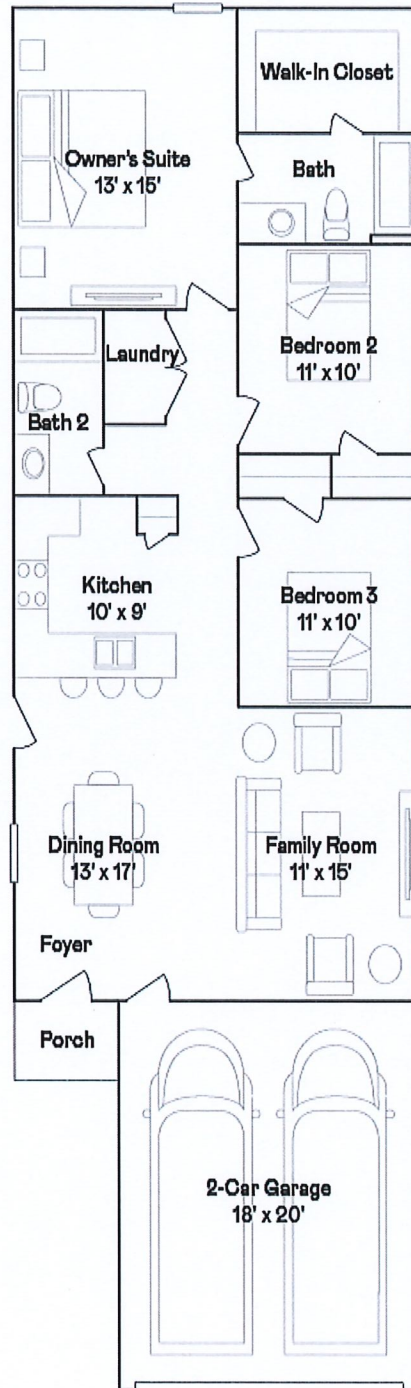 Walk-In Closet
Owner's Suite
13' x 15'
Bath
Laundry
Bedroom 2
11' x 10'
Bath 2
Kitchen
10' x 9'
Bedroom 3
11' x 10'
Dining Room
13' x 17'
Family Room
11' x 15'
Foyer
Porch
2-Car Garage
18' x 20'